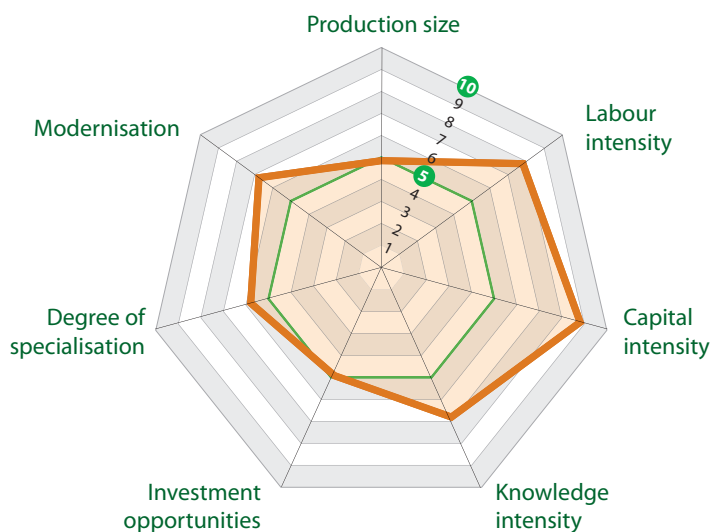 Production size
Modernisation
Labour
intensity
10
9
8
7
6
5
4
3
2
1
Degree of
specialisation
Capital
intensity
Investment
opportunities
Knowledge
intensity